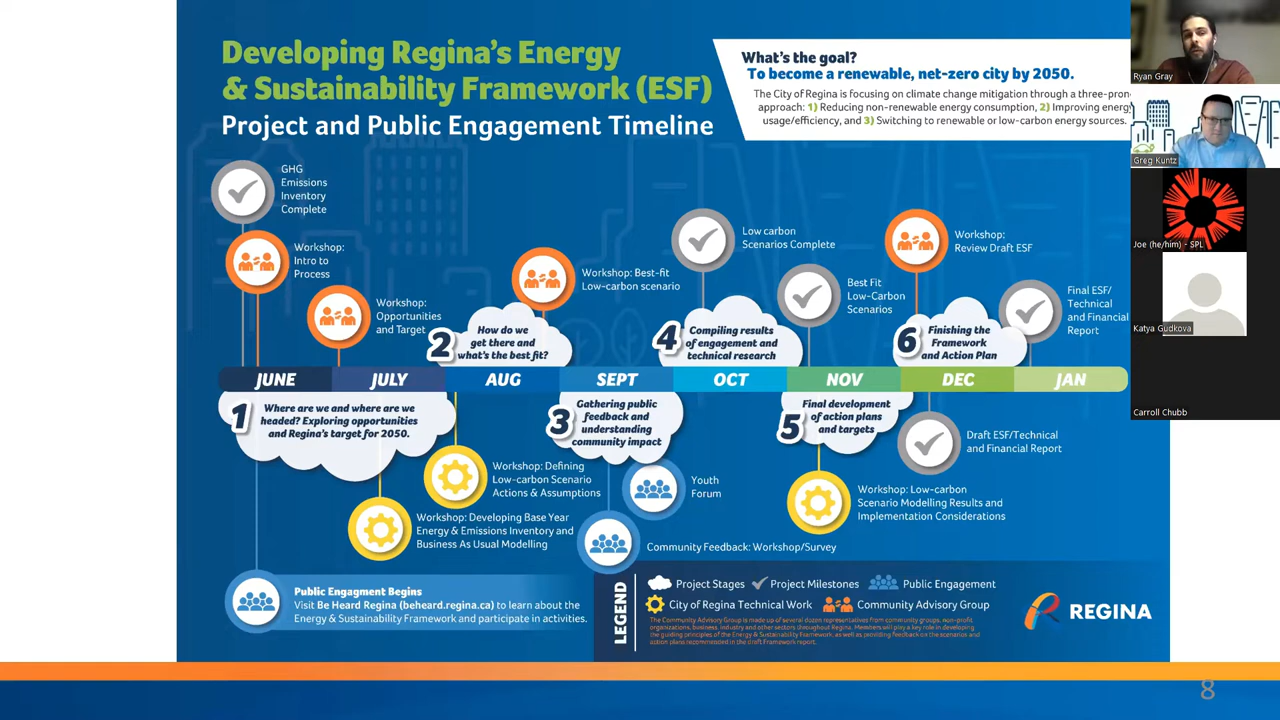 Developing Regina's Energy
& Sustainability Framework (ESF)
Project and Public Engagement Timeline
What's the goal?
To become a renewable, net-zero city by 2050.
The City of Regina is focusing on climate change mitigation through a three-pron
approach: 1) Reducing non-renewable energy consumption, 2) Improving energy
usage/efficiency, and 3) Switching to renewable or low-carbon energy sources.
Ryan Gray
Greg Kuntz
Joe (he/him) - SPL
Katya Gudkova
Carroll Chubb
GHG
Emissions
Inventory
Complete
Workshop:
Intro to
Process
Workshop:
Opportunities
and Target
Workshop: Best-fit
Low-carbon scenario
Low carbon
Scenarios Complete
Best Fit
Low-Carbon
Scenarios
Workshop:
Review Draft ESF
Final ESF/
Technical
and Financial
Report
2 How do we
get there and
what's the best fit?
4 Compiling results
of engagement and
technical research
6 Finishing the
Framework
and Action Plan
JUNE JULY AUG SEPT OCT NOV DEC JAN
1 Where are we and where are we
headed? Exploring opportunities
and Regina's target for 2050.
3 Gathering public
feedback and
understanding
community impact
5 Final development
of action plans
and targets
Workshop: Defining
Low-carbon Scenario
Actions & Assumptions
Workshop: Developing Base Year
Energy & Emissions Inventory and
Business As Usual Modelling
Youth
Forum
Community Feedback: Workshop/Survey
Draft ESF/Technical
and Financial Report
Workshop: Low-carbon
Scenario Modelling Results and
Implementation Considerations
Public Engagment Begins
Visit Be Heard Regina (beheard.regina.ca) to learn about the
Energy & Sustainability Framework and participate in activities.
LEGEND
Project Stages Project Milestones Public Engagement
City of Regina Technical Work Community Advisory Group
The Community Advisory Group is made up of several dozen representatives from community groups, non-profit
organizations, business, industry and other sectors throughout Regina. Members will play a key role in developing
the guiding principles of the Energy & Sustainability Framework, as well as providing feedback on the scenarios and
action plans recommended in the draft Framework report.
REGINA
8